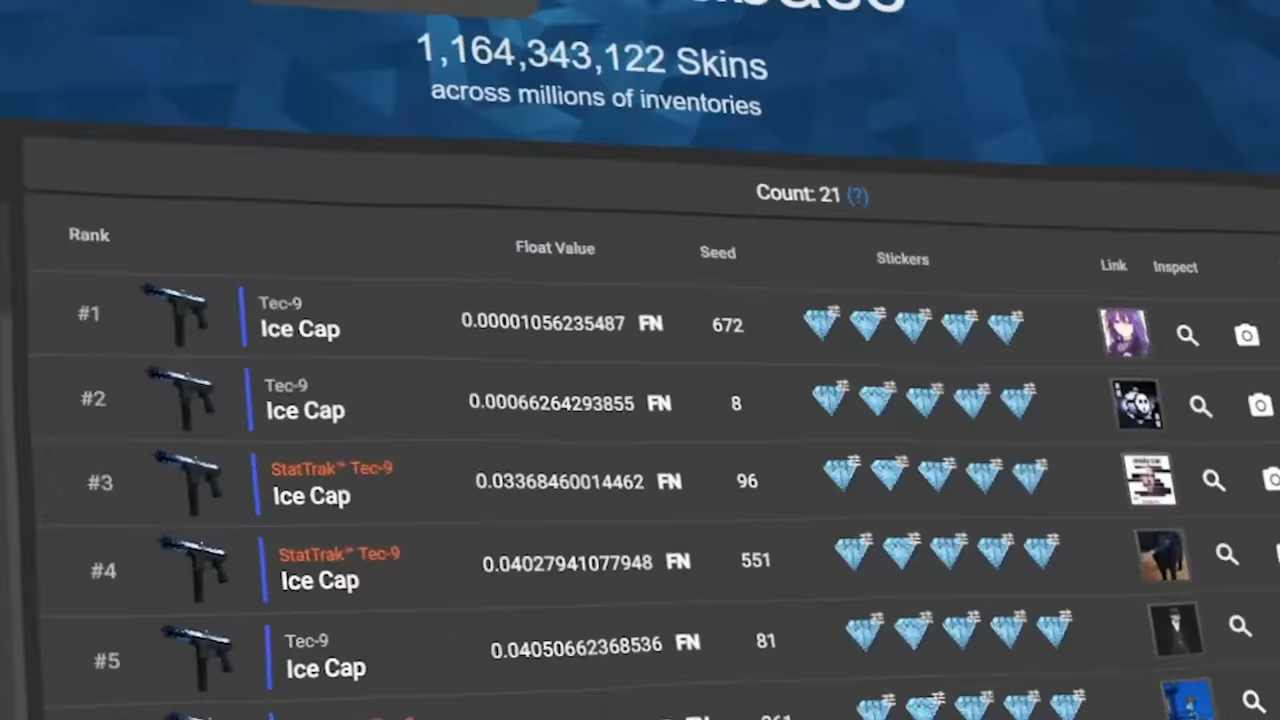 1,164,343,122 Skins
across millions of inventories
Count: 21 (?)
Rank Float Value Seed Stickers Link Inspect
#1 Tec-9 Ice Cap 0.00001056235487 FN 672
#2 Tec-9 Ice Cap 0.00066264293855 FN 8
#3 StatTrak™ Tec-9 Ice Cap 0.03368460014462 FN 96
#4 StatTrak™ Tec-9 Ice Cap 0.04027941077948 FN 551
#5 Tec-9 Ice Cap 0.04050662368536 FN 81